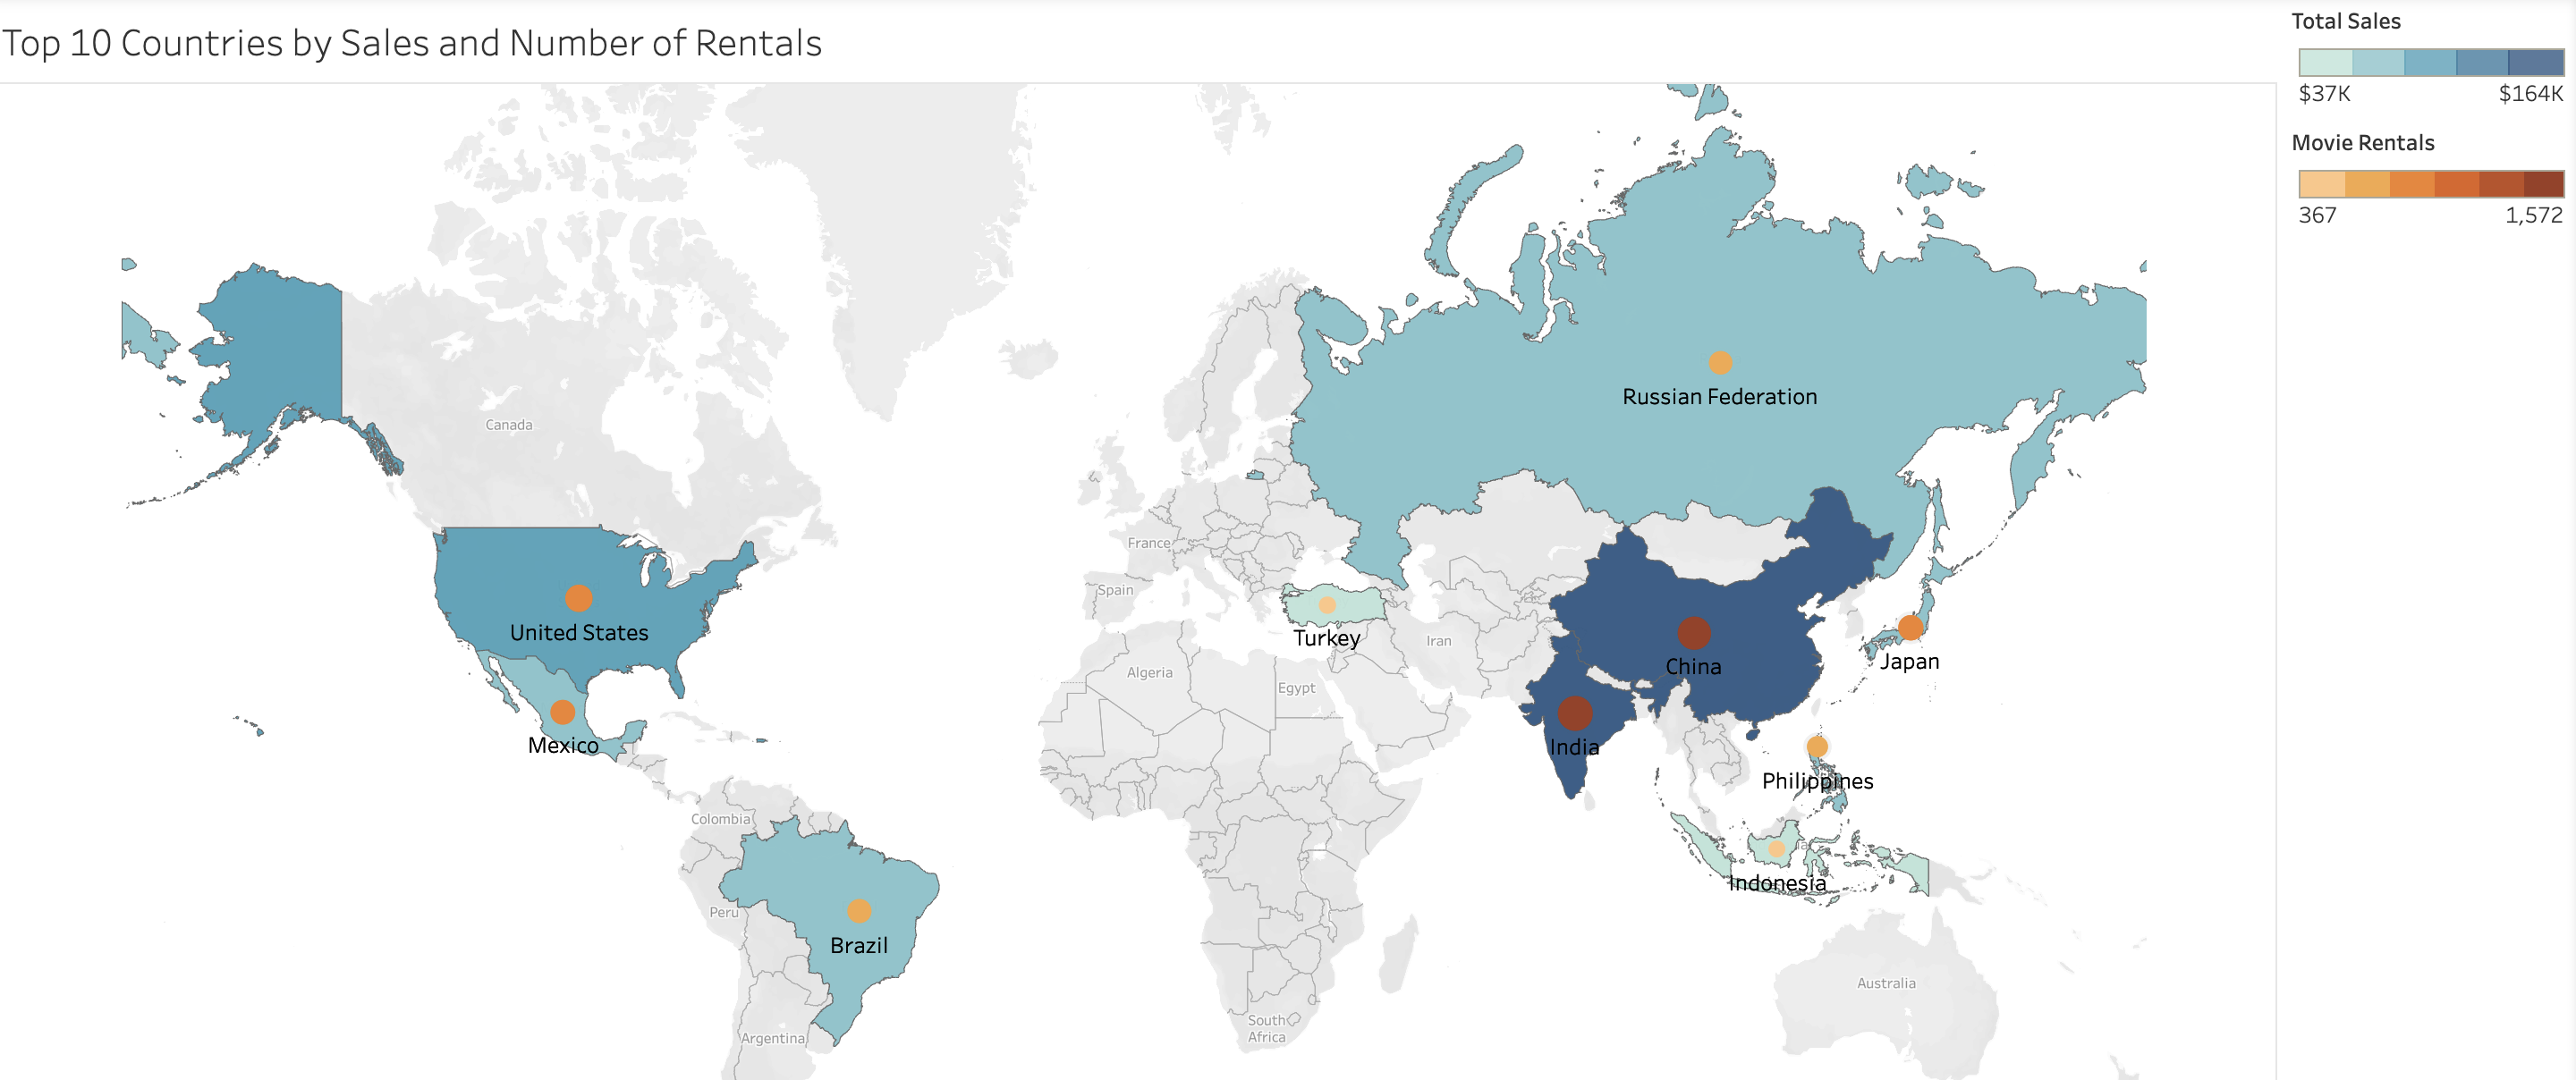 Top 10 Countries by Sales and Number of Rentals
Total Sales
$37K
$164K
Movie Rentals
367
1,572
Russian Federation
Canada
France
Spain
United States
Turkey
Iran
China
Japan
Algeria
Egypt
Mexico
India
Philippines
Colombia
Indonesia
Peru
Brazil
Australia
South
Africa
Argentina